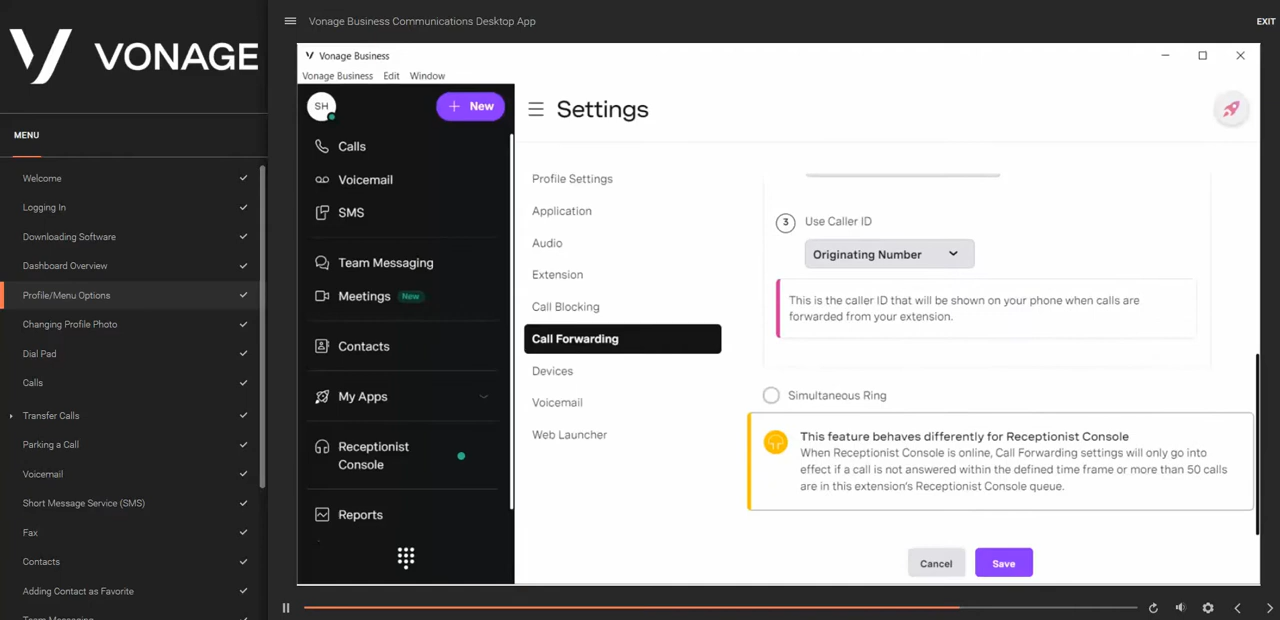 VONAGE
Vonage Business Communications Desktop App
EXIT
MENU
Welcome
Logging In
Downloading Software
Dashboard Overview
Profile/Menu Options
Changing Profile Photo
Dial Pad
Calls
Transfer Calls
Parking a Call
Voicemail
Short Message Service (SMS)
Fax
Contacts
Adding Contact as Favorite
Team Messaging
Vonage Business
Vonage Business Edit Window
SH
New
Calls
Voicemail
SMS
Team Messaging
Meetings New
Contacts
My Apps
Receptionist
Console
Reports
Settings
Profile Settings
Application
Audio
Extension
Call Blocking
Call Forwarding
Devices
Voicemail
Web Launcher
3 Use Caller ID
Originating Number
This is the caller ID that will be shown on your phone when calls are
forwarded from your extension.
Simultaneous Ring
This feature behaves differently for Receptionist Console
When Receptionist Console is online, Call Forwarding settings will only go into
effect if a call is not answered within the defined time frame or more than 50 calls
are in this extension's Receptionist Console queue.
Cancel
Save